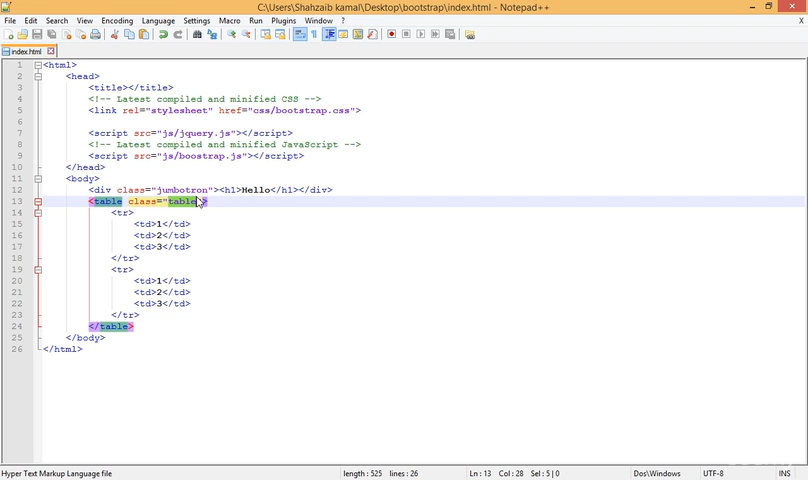 C:\Users\Shahzaib kamal\Desktop\bootstrap\index.html - Notepad++
File Edit Search View Encoding Language Settings Macro Run Plugins Window ? X
index.html
1 <html>
2 <head>
3 <title></title>
4 <!-- Latest compiled and minified CSS -->
5 <link rel="stylesheet" href="css/bootstrap.css">
6
7 <script src="js/jquery.js"></script>
8 <!-- Latest compiled and minified JavaScript -->
9 <script src="js/boostrap.js"></script>
10 </head>
11 <body>
12 <div class="jumbotron"><h1>Hello</h1></div>
13 <table class="table">
14 <tr>
15 <td>1</td>
16 <td>2</td>
17 <td>3</td>
18 </tr>
19 <tr>
20 <td>1</td>
21 <td>2</td>
22 <td>3</td>
23 </tr>
24 </table>
25 </body>
26 </html>
Hyper Text Markup Language file length : 525 lines : 26 Ln : 13 Col : 28 Sel : 5 | 0 Dos\Windows UTF-8 INS